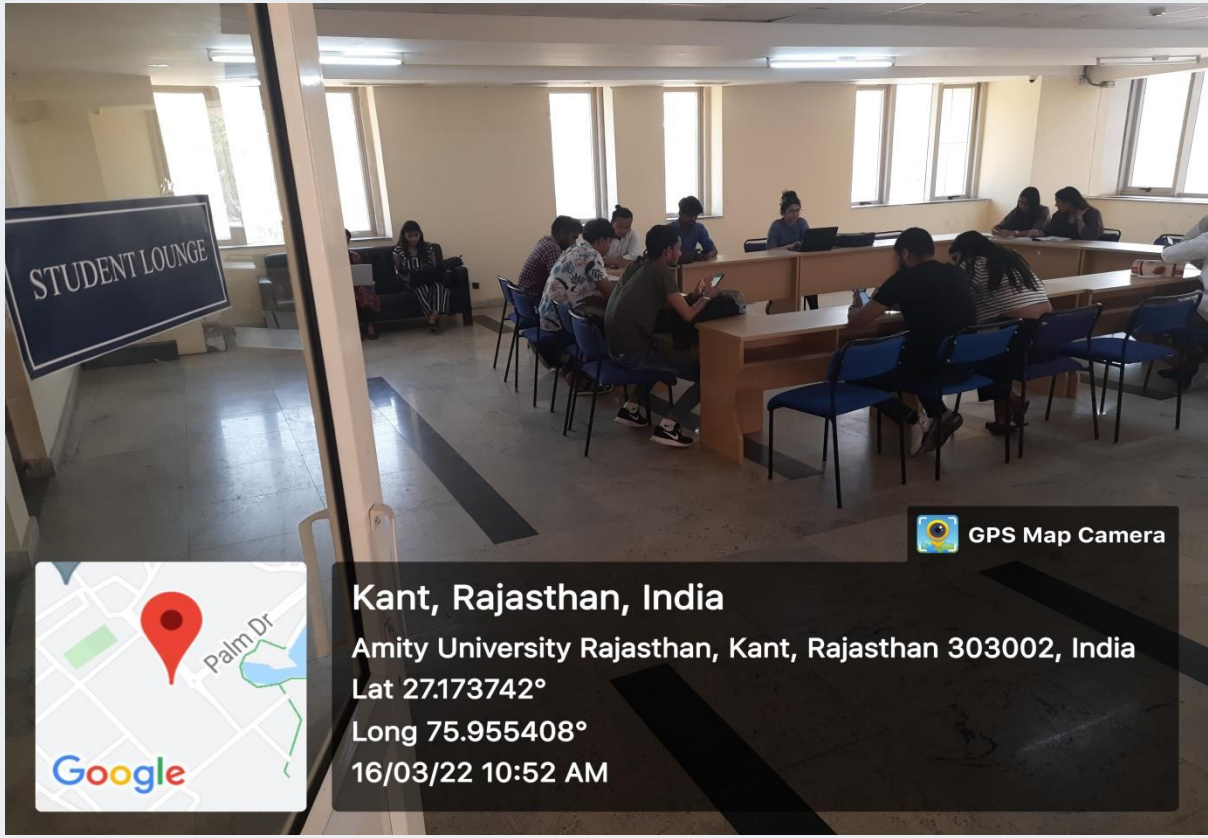 STUDENT LOUNGE
GPS Map Camera
Palm Dr
Google
Kant, Rajasthan, India
Amity University Rajasthan, Kant, Rajasthan 303002, India
Lat 27.173742°
Long 75.955408°
16/03/22 10:52 AM